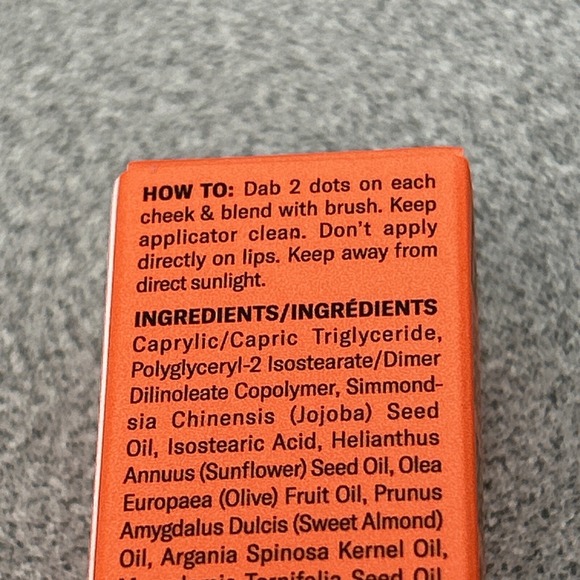 HOW TO: Dab 2 dots on each
cheek & blend with brush. Keep
applicator clean. Don't apply
directly on lips. Keep away from
direct sunlight.
INGREDIENTS/INGRÉDIENTS
Caprylic/Capric Triglyceride,
Polyglyceryl-2 Isostearate/Dimer
Dilinoleate Copolymer, Simmond-
sia Chinensis (Jojoba) Seed
Oil, Isostearic Acid, Helianthus
Annuus (Sunflower) Seed Oil, Olea
Europaea (Olive) Fruit Oil, Prunus
Amygdalus Dulcis (Sweet Almond)
Oil, Argania Spinosa Kernel Oil,
Seed Oil